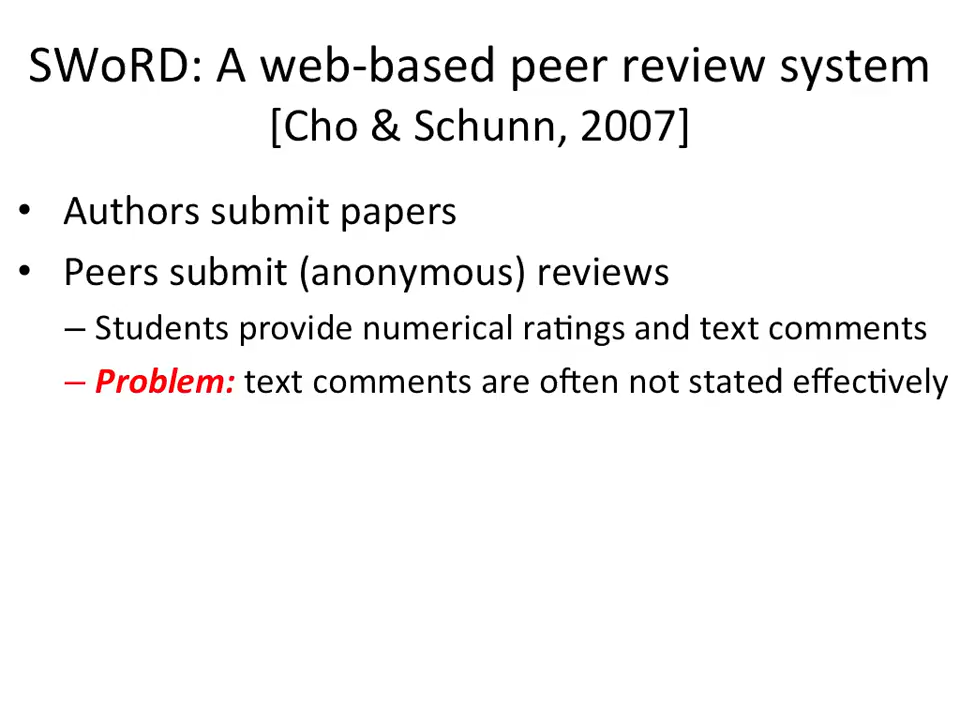 SWoRD: A web-based peer review system
[Cho & Schunn, 2007]
• Authors submit papers
• Peers submit (anonymous) reviews
– Students provide numerical ratings and text comments
– Problem: text comments are often not stated effectively